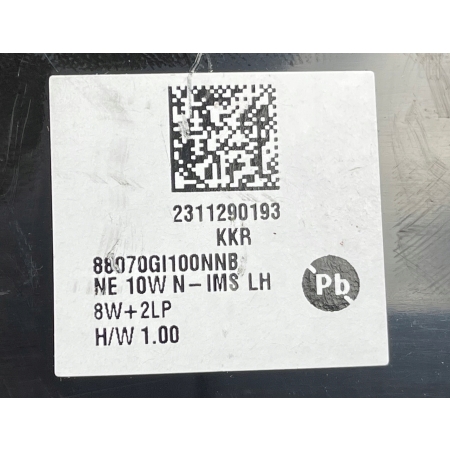 2311290193
KKR
88070GI100NNB
NE 10W N-IMS LH
8W+2LP
H/W 1.00
Pb